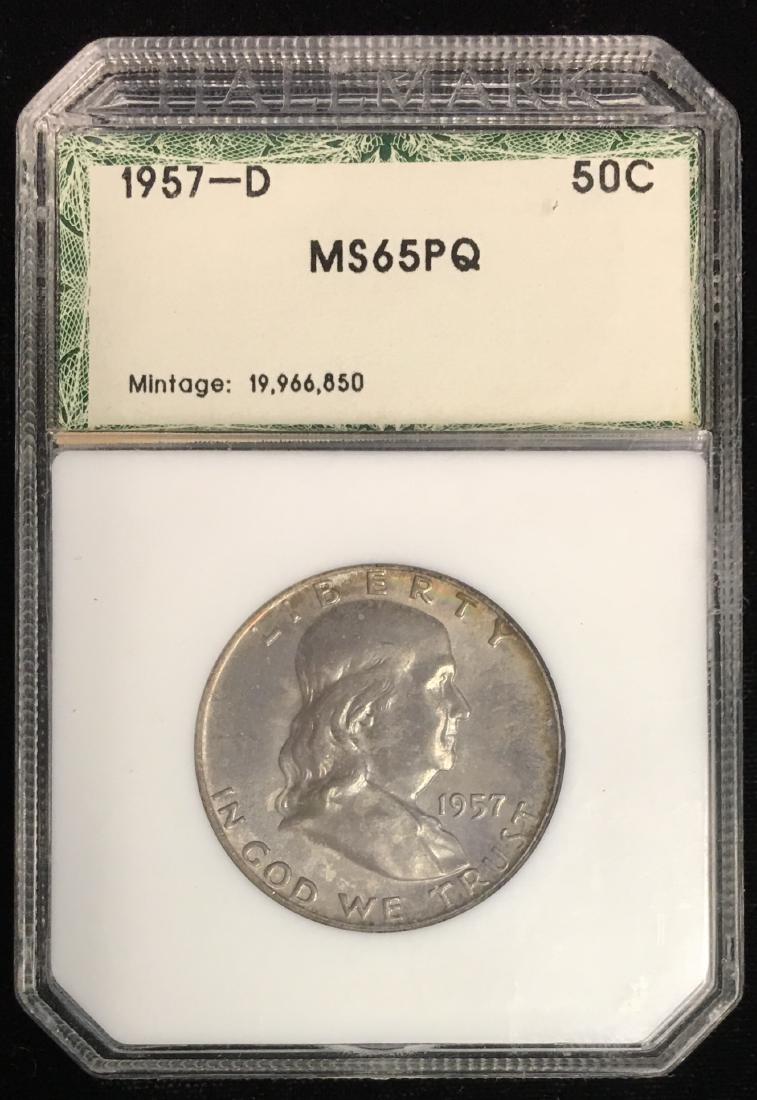 HALLMARK
1957—D 50C
MS65PQ
Mintage: 19,966,850
LIBERTY
1957
IN GOD WE TRUST